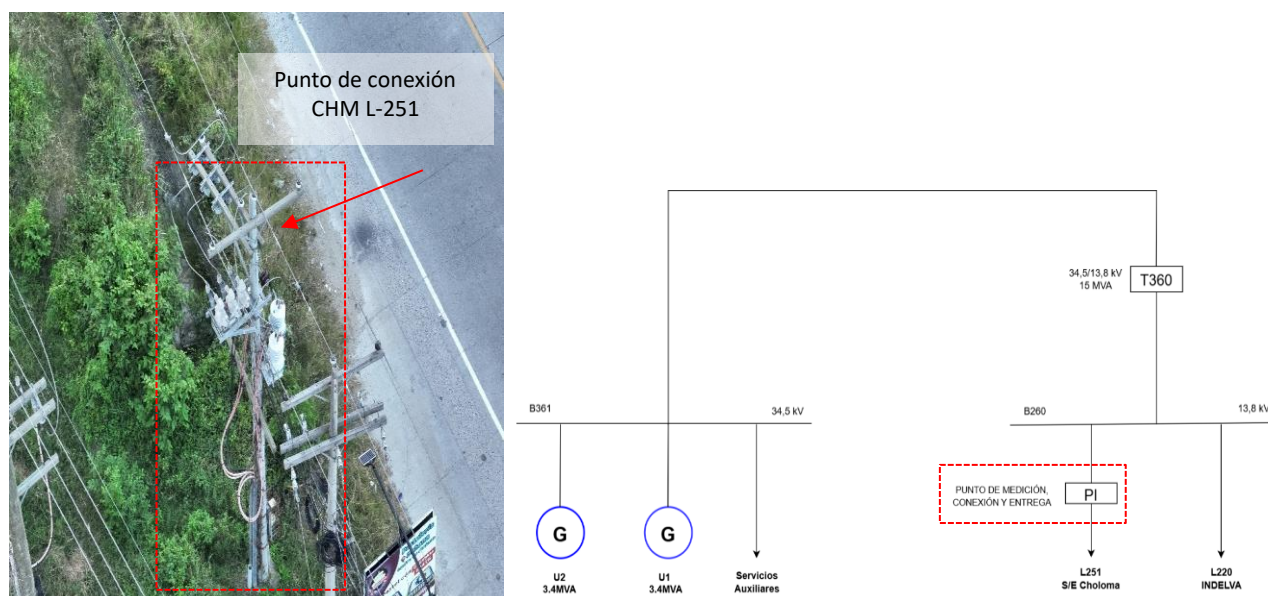 Punto de conexión
CHM L-251
34,5/13,8 kV
15 MVA
T360
B361
34,5 kV
B260
13,8 kV
PUNTO DE MEDICIÓN,
CONEXIÓN Y ENTREGA
PI
G
G
U2
3.4MVA
U1
3.4MVA
Servicios
Auxiliares
L251
S/E Choloma
L220
INDELVA